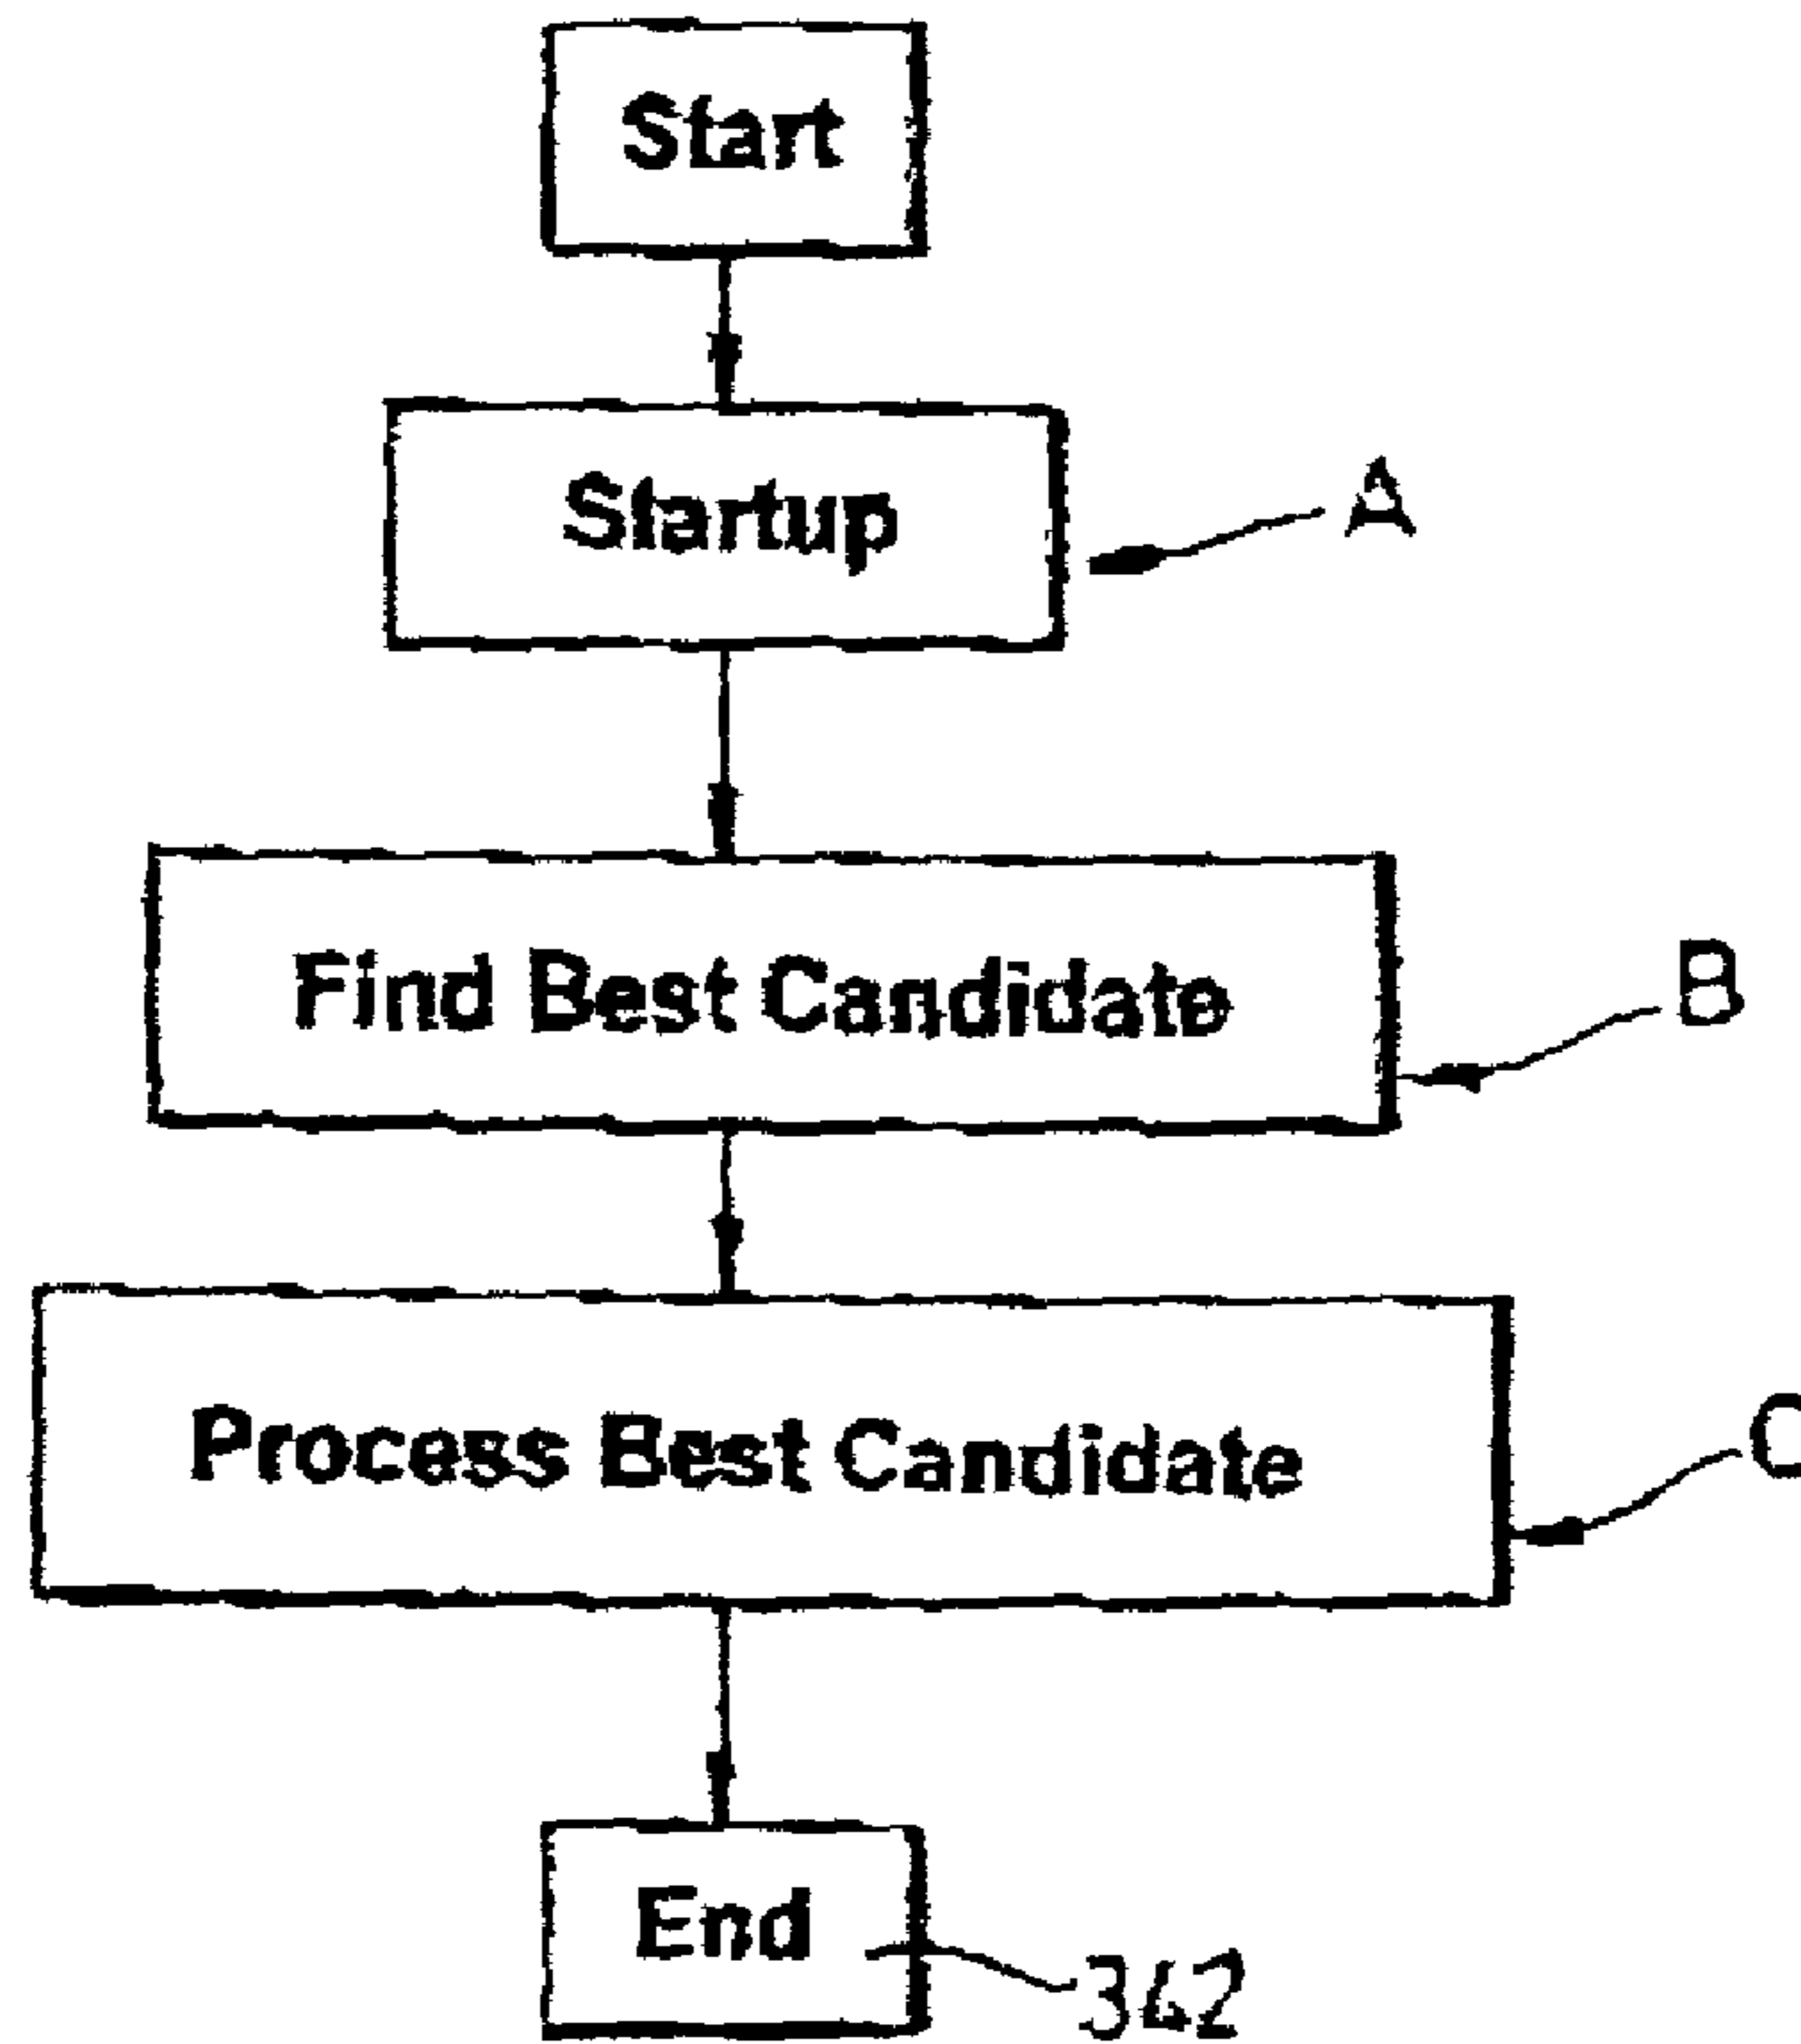 Start
Startup
A
Find Best Candidate
B
Process Best Candidate
C
End
342